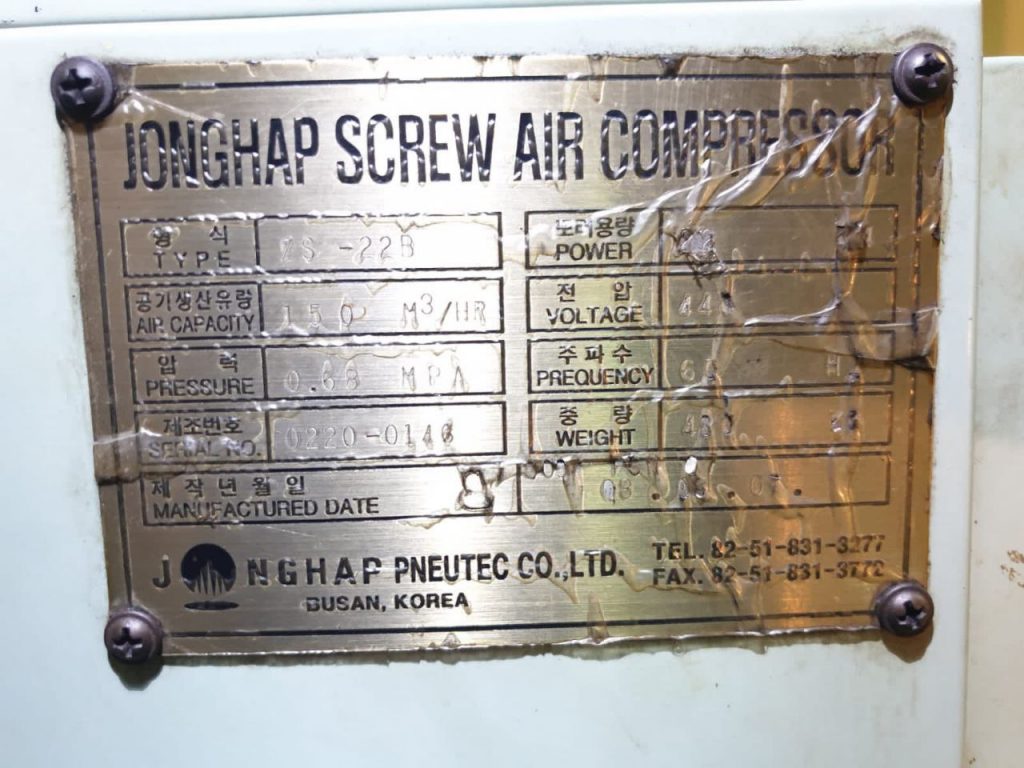 JONGHAP SCREW AIR COMPRESSOR
형 식
TYPE
-22B
모터용량
POWER
공기생산유량
AIR CAPACITY
150 M³/HR
전 압
VOLTAGE
압 력
PRESSURE
0.68 MPA
주파수
PREQUENCY
제조번호
SERIAL NO.
중 량
WEIGHT
제 작 년 월 일
MANUFACTURED DATE
JONGHAP PNEUTEC CO.,LTD.
BUSAN, KOREA
TEL. 82-51-831-3277
FAX. 82-51-831-3772